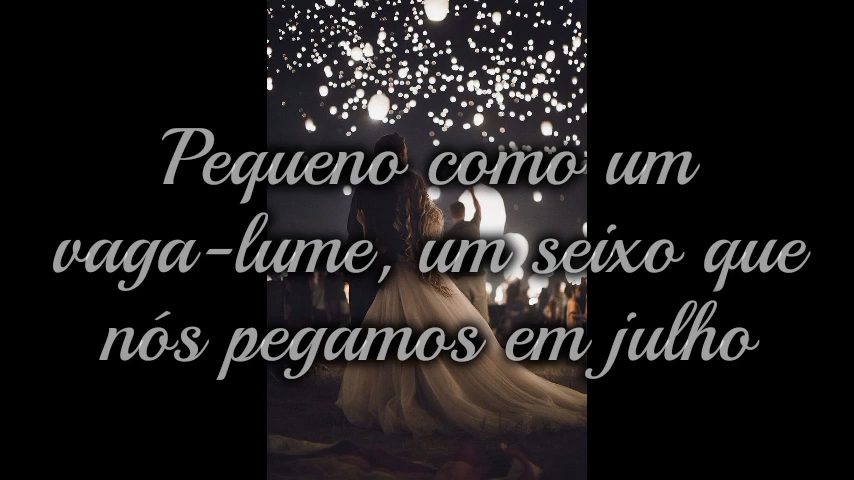 Pequeno como um
vaga-lume, um seixo que
nós pegamos em julho